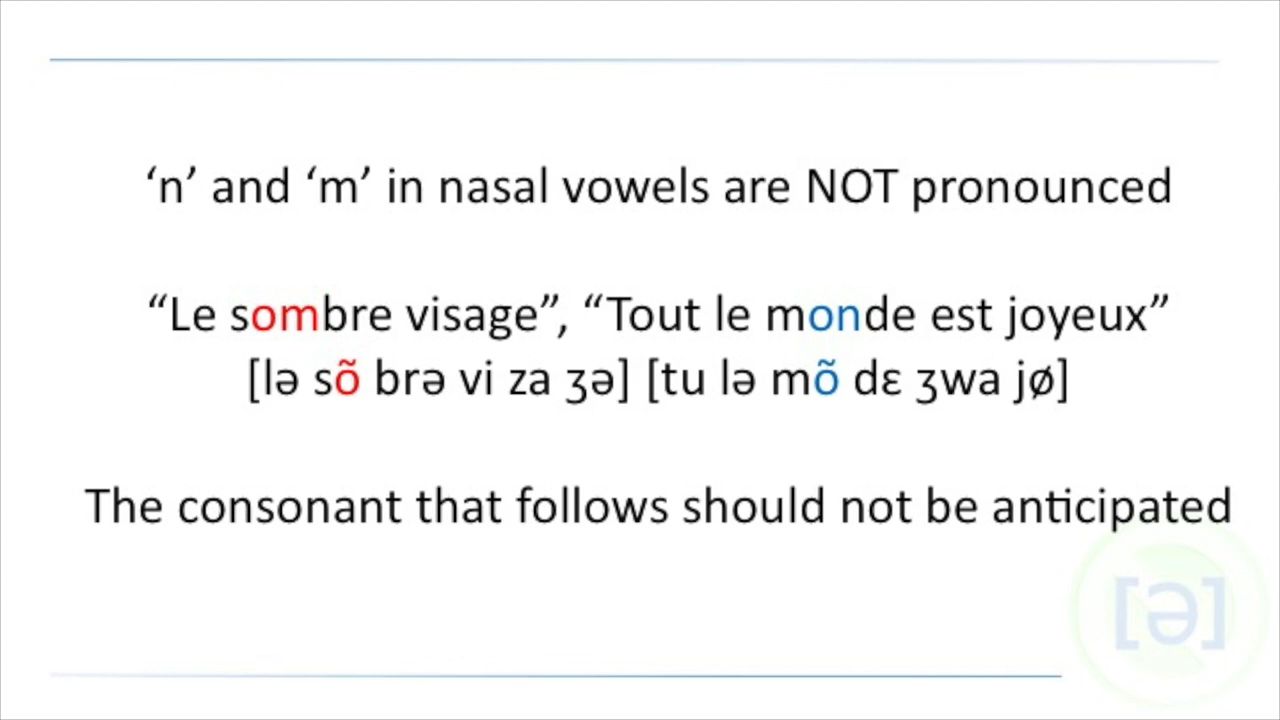 ‘n’ and ‘m’ in nasal vowels are NOT pronounced
“Le sombre visage”, “Tout le monde est joyeux”
[lə sõ brə vi za ʒə] [tu lə mõ dɛ ʒwa jø]
The consonant that follows should not be anticipated
[ə]